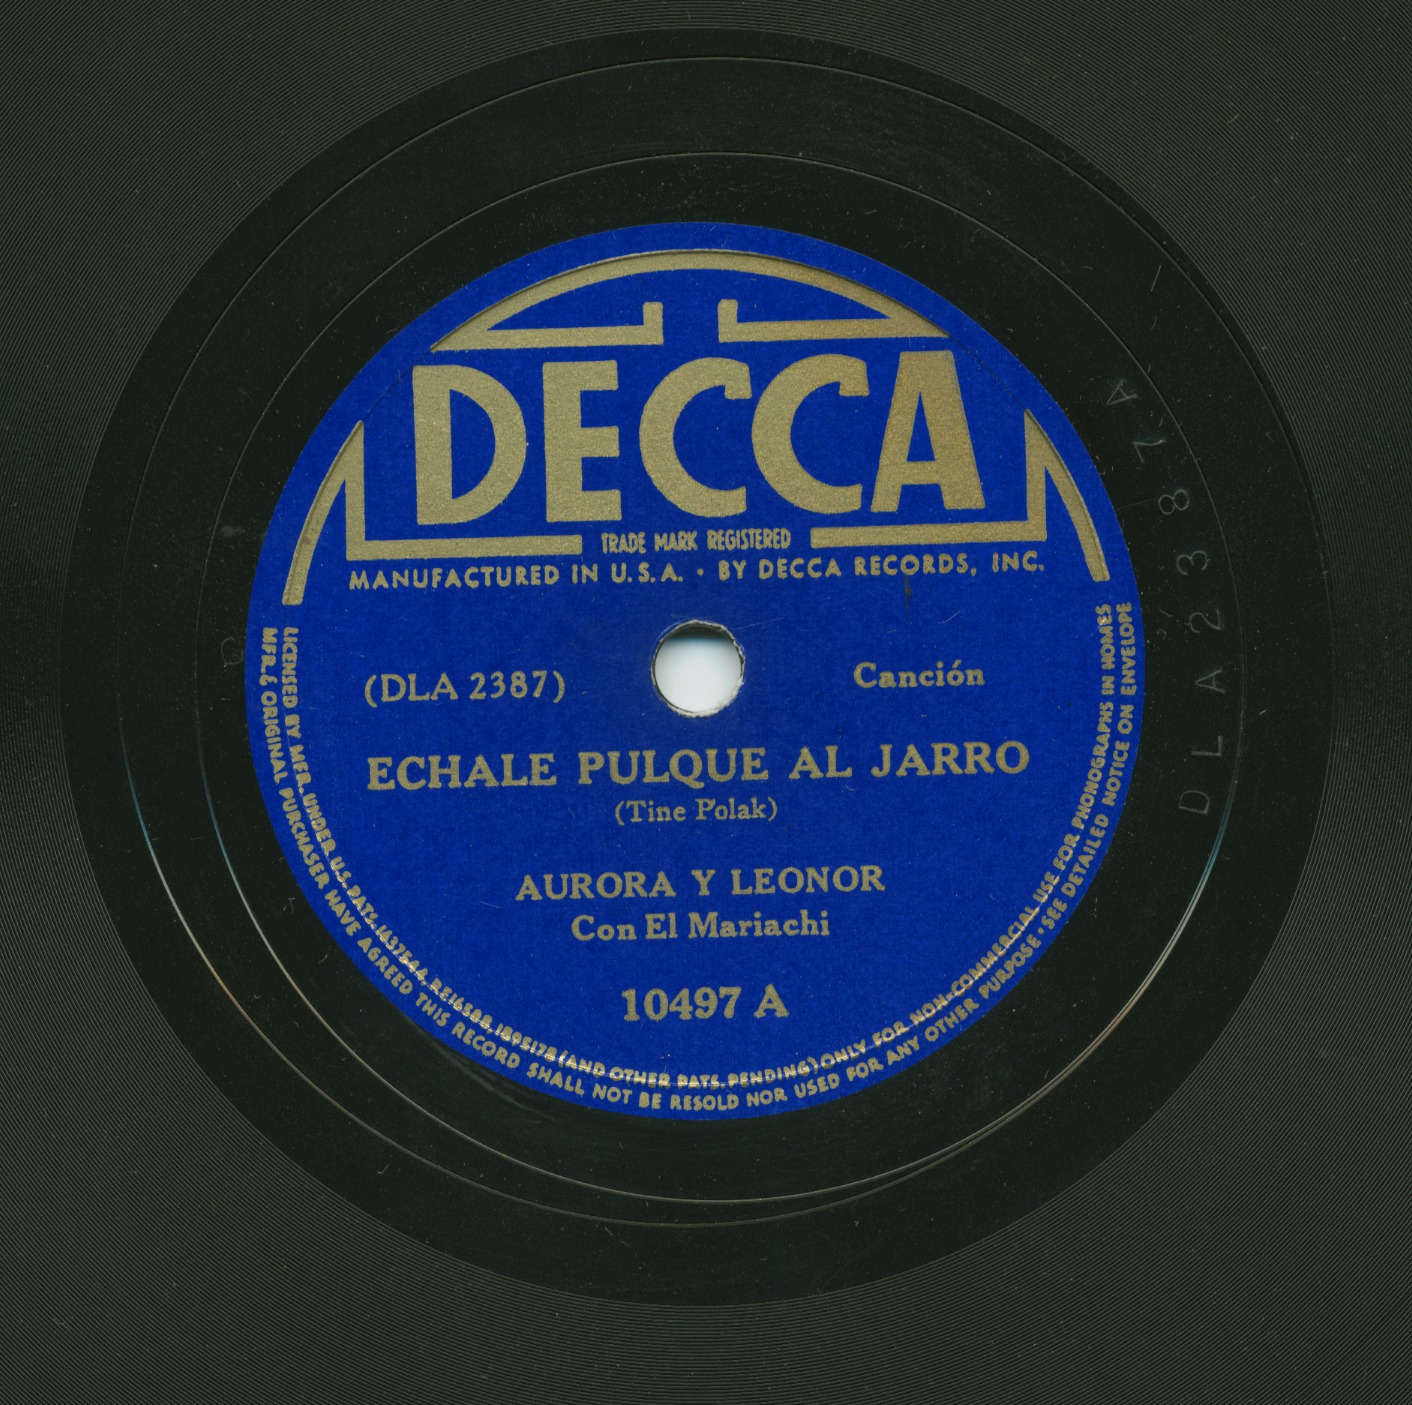 DECCA
TRADE MARK REGISTERED
MANUFACTURED IN U.S.A. · BY DECCA RECORDS, INC.
(DLA 2387)
Canción
ECHALE PULQUE AL JARRO
(Tine Polak)
AURORA Y LEONOR
Con El Mariachi
10497 A
LICENSED BY MFR. UNDER U.S. PATS. 1637544, RE16588, 1895178 (AND OTHER PATS. PENDING) ONLY FOR NON-COMMERCIAL USE FOR PHONOGRAPHS IN HOMES
MFR. & ORIGINAL PURCHASER HAVE AGREED THIS RECORD SHALL NOT BE RESOLD NOR USED FOR ANY OTHER PURPOSE · SEE DETAILED NOTICE ON ENVELOPE
DLA 2387 A